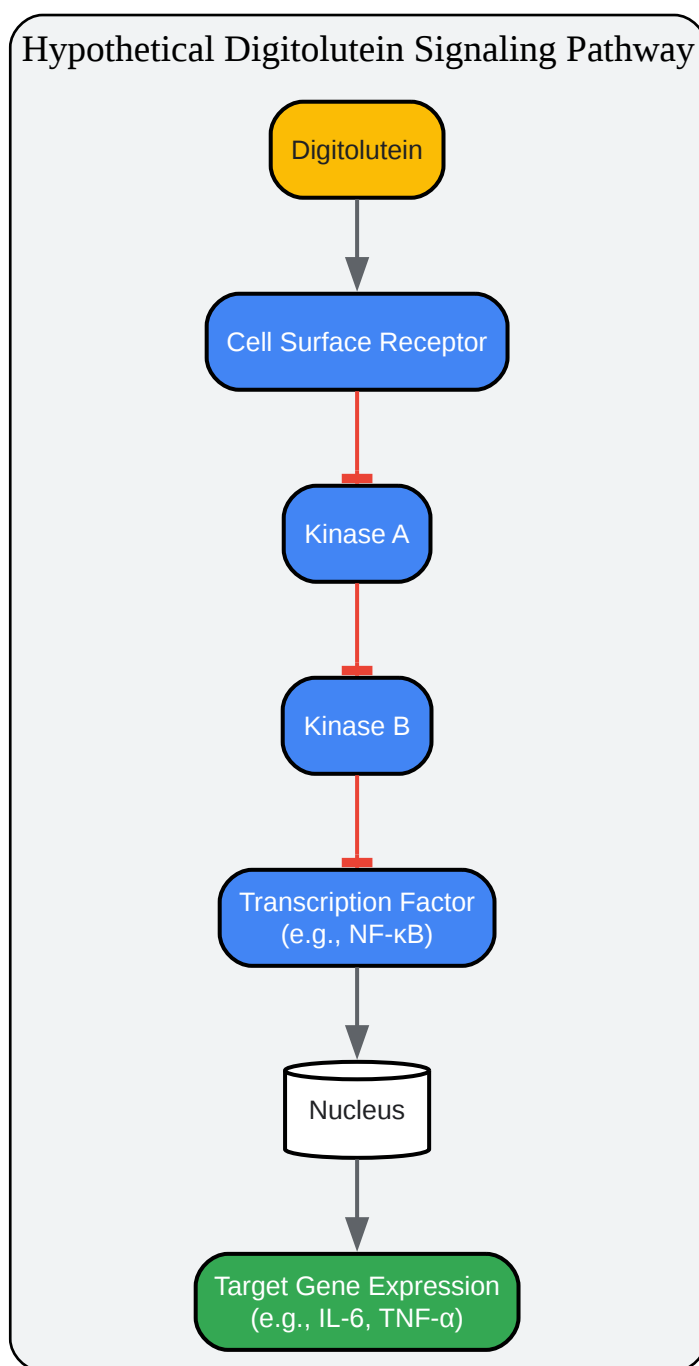 Hypothetical Digitolutein Signaling Pathway
Digitolutein
Cell Surface Receptor
Kinase A
Kinase B
Transcription Factor
(e.g., NF-κB)
Nucleus
Target Gene Expression
(e.g., IL-6, TNF-α)